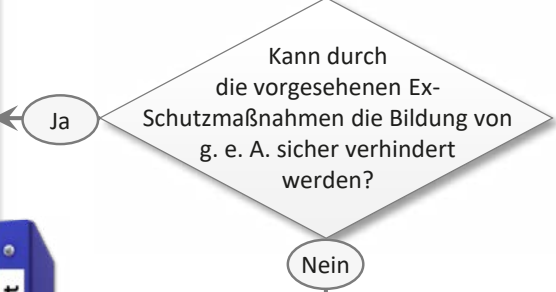 Kann durch
die vorgesehenen Ex-
Schutzmaßnahmen die Bildung von
g. e. A. sicher verhindert
werden?
Ja
Nein